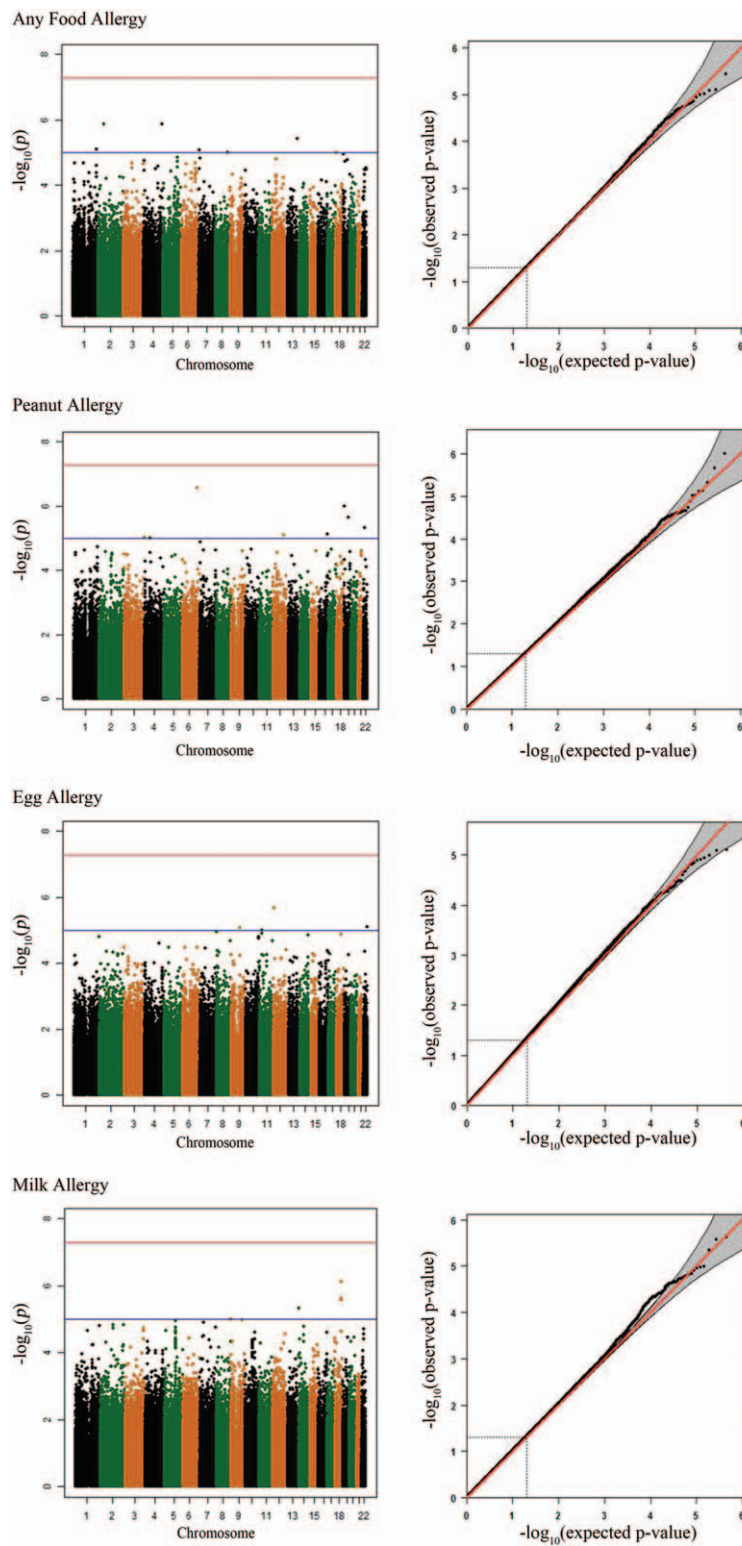 Any Food Allergy
8
6
4
2
0
-log10(p)
1 2 3 4 5 6 7 8 9 11 13 15 18 22
Chromosome
6
5
4
3
2
1
0
-log10(observed p-value)
0 1 2 3 4 5 6
-log10(expected p-value)
Peanut Allergy
8
6
4
2
0
-log10(p)
1 2 3 4 5 6 7 8 9 11 13 15 18 22
Chromosome
6
5
4
3
2
1
0
-log10(observed p-value)
0 1 2 3 4 5 6
-log10(expected p-value)
Egg Allergy
8
6
4
2
0
-log10(p)
1 2 3 4 5 6 7 8 9 11 13 15 18 22
Chromosome
5
4
3
2
1
0
-log10(observed p-value)
0 1 2 3 4 5 6
-log10(expected p-value)
Milk Allergy
8
6
4
2
0
-log10(p)
1 2 3 4 5 6 7 8 9 11 13 15 18 22
Chromosome
6
5
4
3
2
1
0
-log10(observed p-value)
0 1 2 3 4 5 6
-log10(expected p-value)